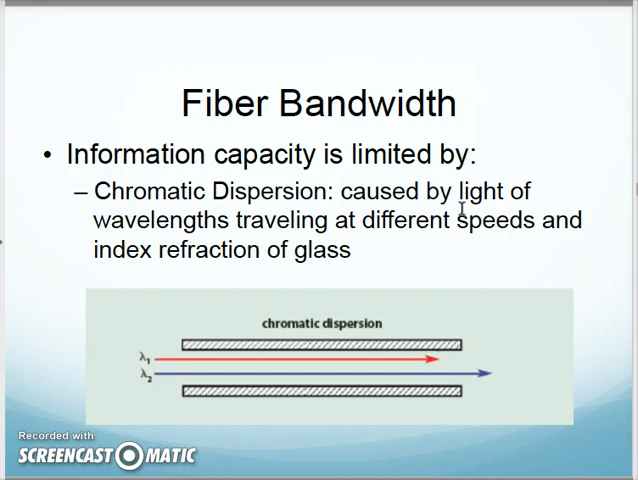 Fiber Bandwidth
• Information capacity is limited by:
– Chromatic Dispersion: caused by light of
wavelengths traveling at different speeds and
index refraction of glass
chromatic dispersion
λ1
λ2
Recorded with
SCREENCAST O MATIC